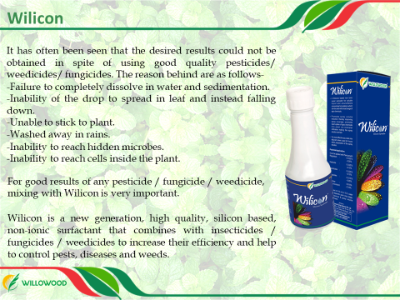 Wilicon
It has often been seen that the desired results could not be
obtained in spite of using good quality pesticides/
weedicides/ fungicides. The reason behind are as follows-
-Failure to completely dissolve in water and sedimentation.
-Inability of the drop to spread in leaf and instead falling
down.
-Unable to stick to plant.
-Washed away in rains.
-Inability to reach hidden microbes.
-Inability to reach cells inside the plant.
For good results of any pesticide / fungicide / weedicide,
mixing with Wilicon is very important.
Wilicon is a new generation, high quality, silicon based,
non-ionic surfactant that combines with insecticides /
fungicides / weedicides to increase their efficiency and help
to control pests, diseases and weeds.
Wilicon
Wilicon
WILLOWOOD